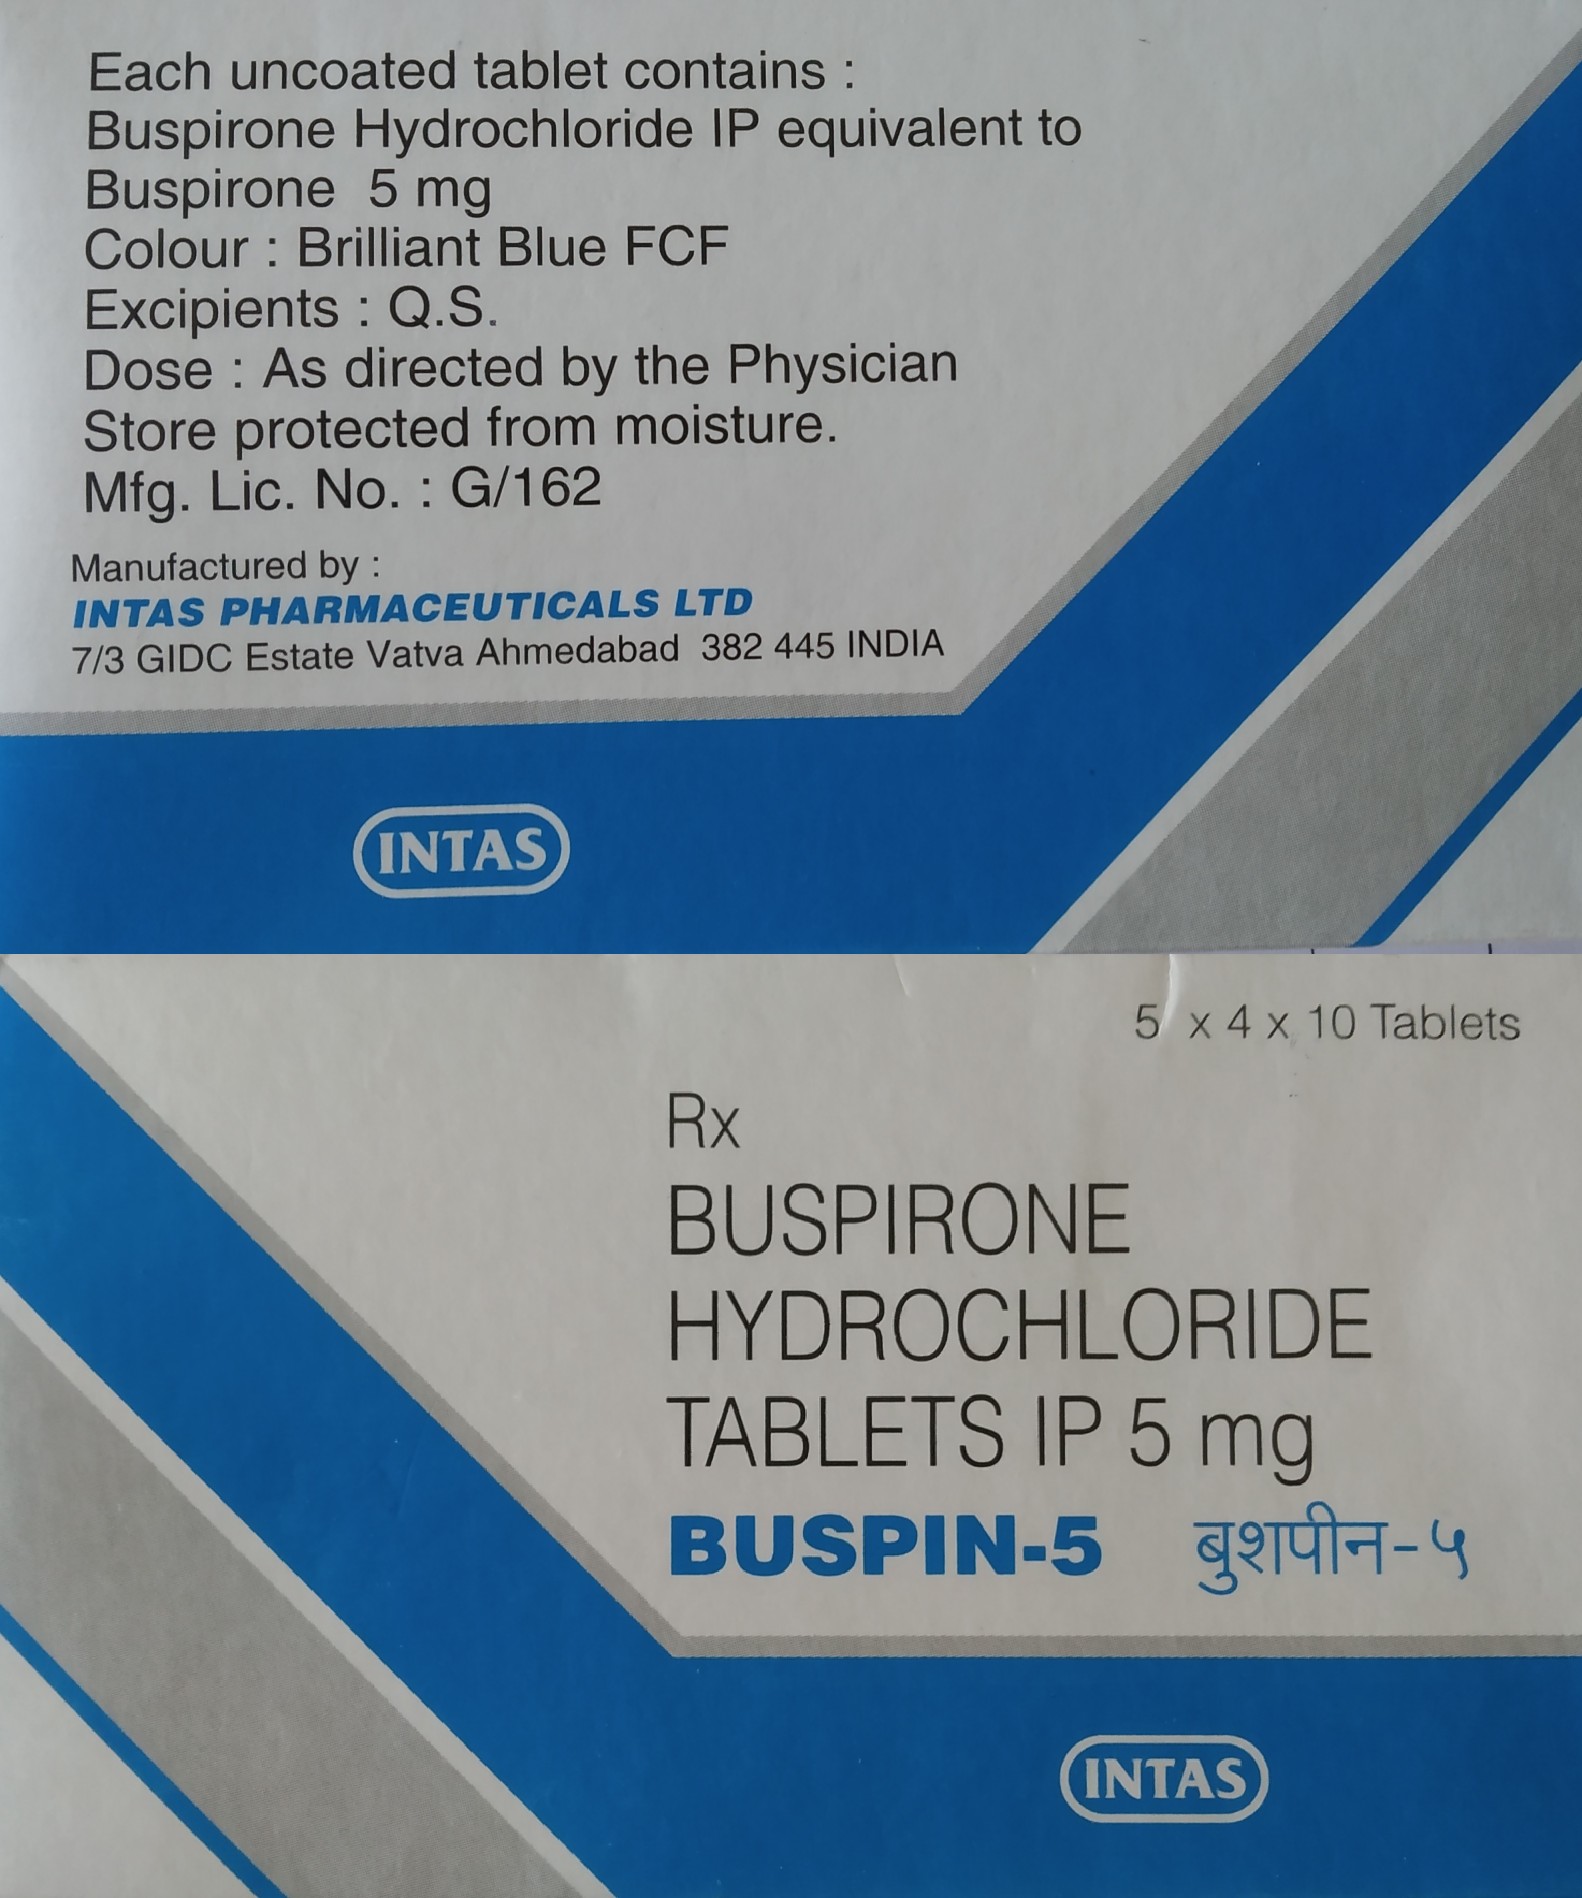 Each uncoated tablet contains :
Buspirone Hydrochloride IP equivalent to
Buspirone 5 mg
Colour : Brilliant Blue FCF
Excipients : Q.S.
Dose : As directed by the Physician
Store protected from moisture.
Mfg. Lic. No. : G/162
Manufactured by :
INTAS PHARMACEUTICALS LTD
7/3 GIDC Estate Vatva Ahmedabad 382 445 INDIA
INTAS
5 x 4 x 10 Tablets
Rx
BUSPIRONE
HYDROCHLORIDE
TABLETS IP 5 mg
BUSPIN-5 बुशपीन-५
INTAS